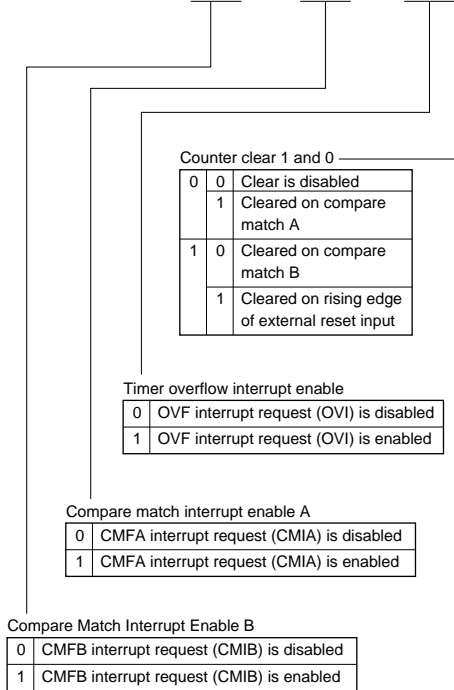 Counter clear 1 and 0
0 0 Clear is disabled
1 Cleared on compare
match A
1 0 Cleared on compare
match B
1 Cleared on rising edge
of external reset input
Timer overflow interrupt enable
0 OVF interrupt request (OVI) is disabled
1 OVF interrupt request (OVI) is enabled
Compare match interrupt enable A
0 CMFA interrupt request (CMIA) is disabled
1 CMFA interrupt request (CMIA) is enabled
Compare Match Interrupt Enable B
0 CMFB interrupt request (CMIB) is disabled
1 CMFB interrupt request (CMIB) is enabled